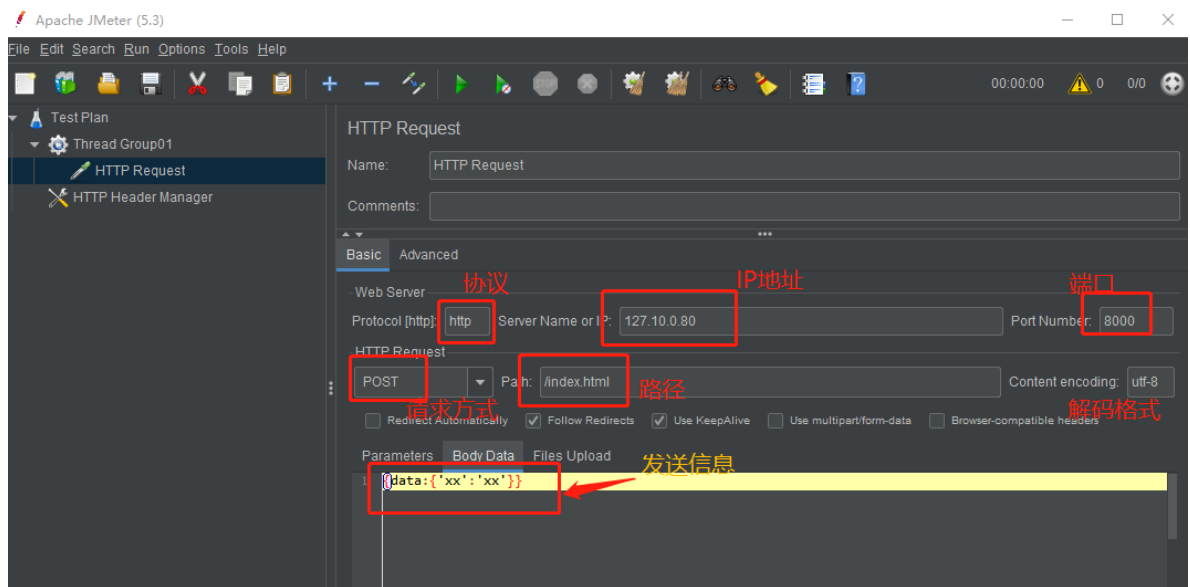 Apache JMeter (5.3)
File Edit Search Run Options Tools Help
STOP
?
00:00:00 0 0/0
Test Plan
Thread Group01
HTTP Request
HTTP Header Manager
HTTP Request
Name: HTTP Request
Comments:
Basic Advanced
协议 IP地址 端口
Web Server
Protocol [http]: http Server Name or IP: 127.10.0.80 Port Number: 8000
HTTP Request
POST Path: /index.html Content encoding: utf-8
请求方式 路径 解码格式
Redirect Automatically Follow Redirects Use KeepAlive Use multipart/form-data Browser-compatible headers
Parameters Body Data Files Upload
发送信息
1 {data:{'xx':'xx'}}